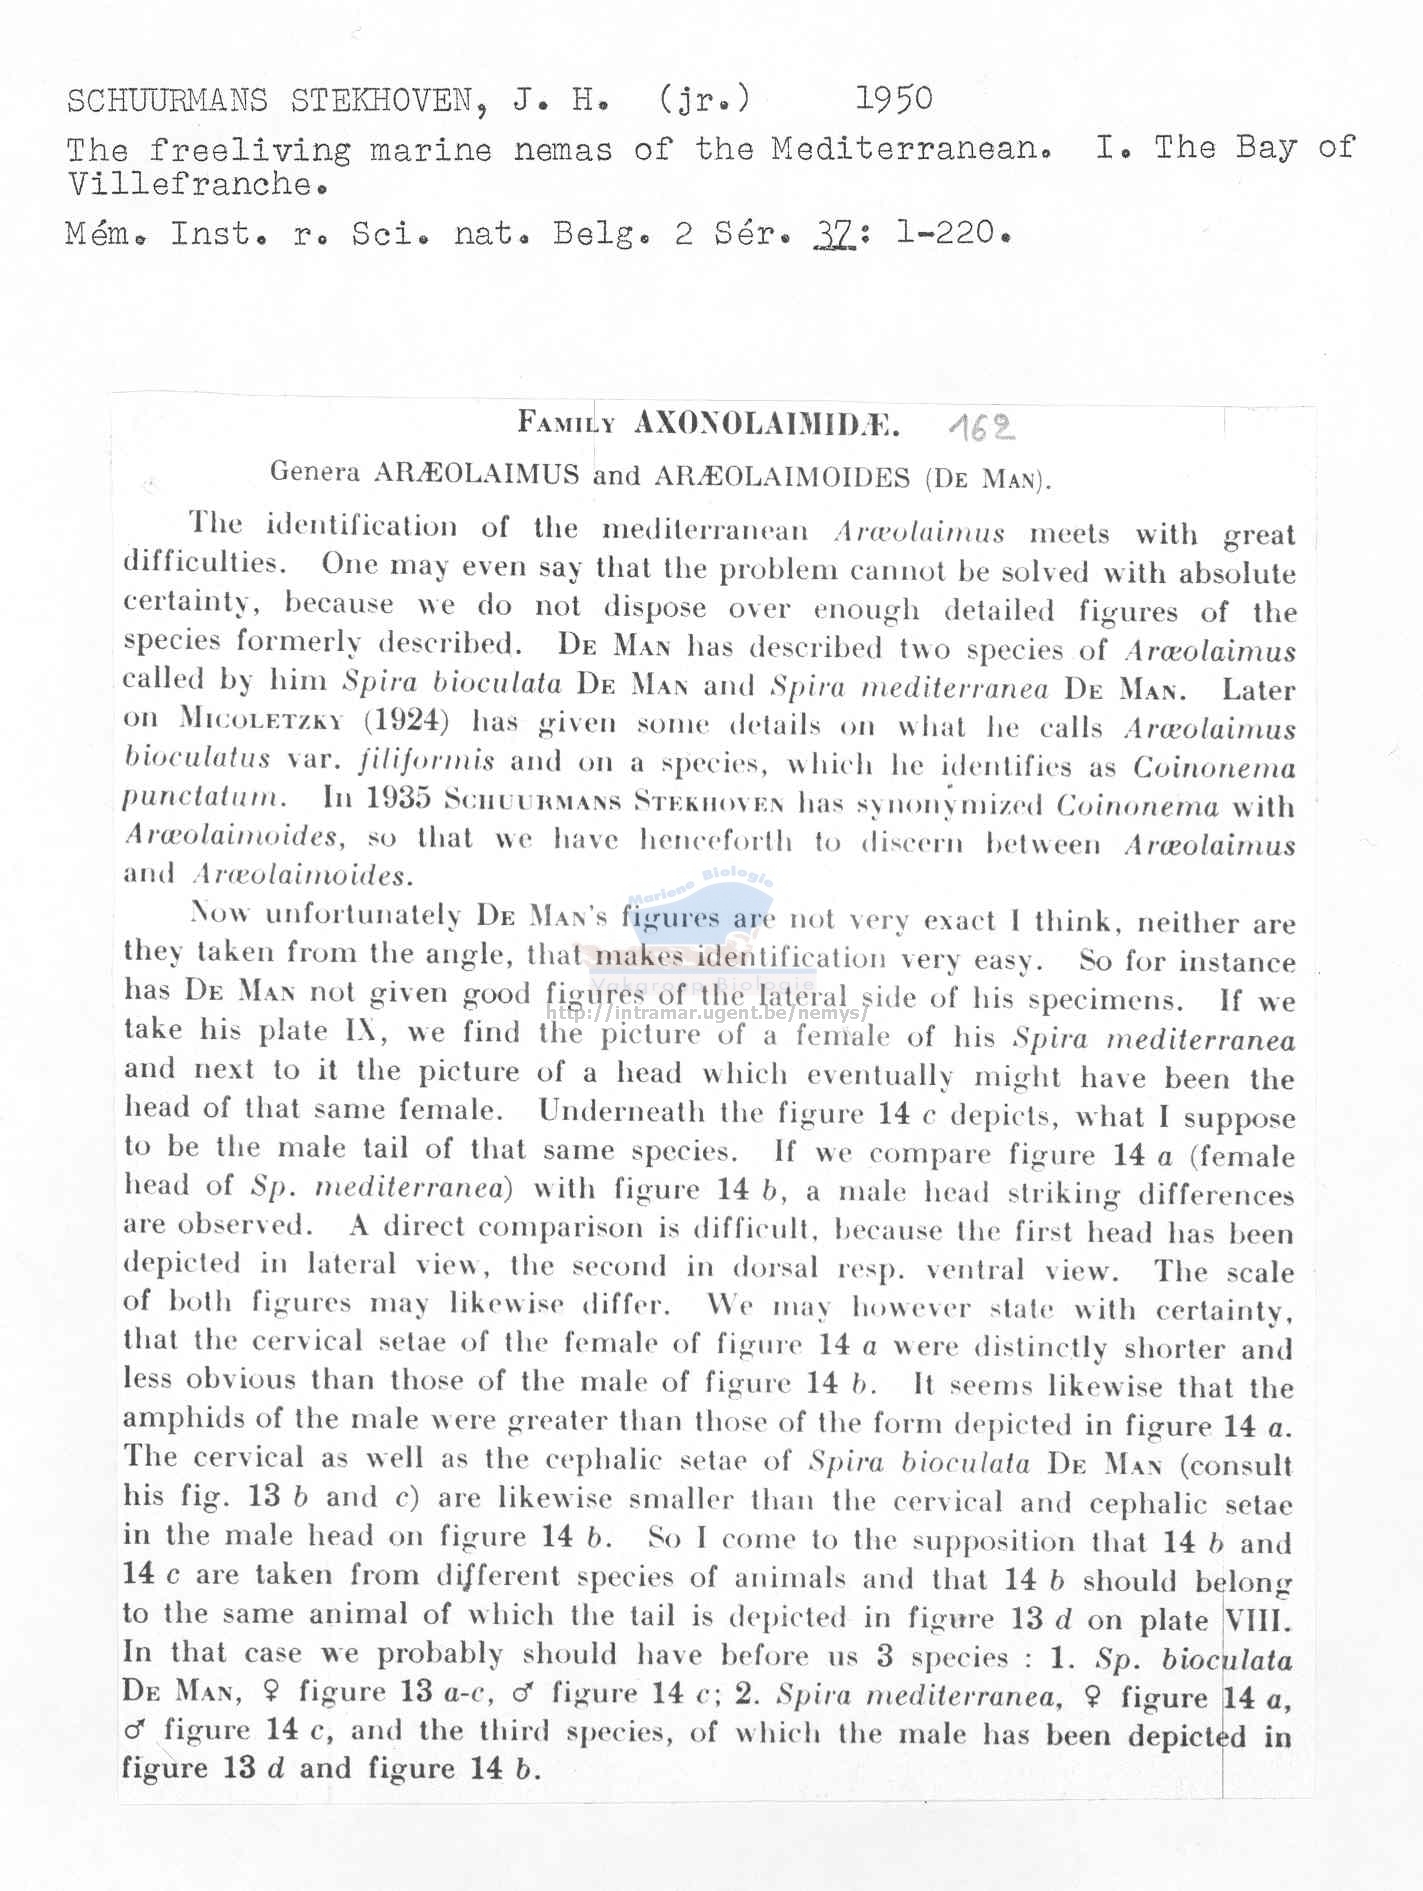 SCHUURMANS STEKHOVEN, J. H. (jr.) 1950
The freeliving marine nemas of the Mediterranean. I. The Bay of
Villefranche.
Mém. Inst. r. Sci. nat. Belg. 2 Sér. 37: 1-220.
FAMILY AXONOLAIMIDÆ. 162
Genera ARÆOLAIMUS and ARÆOLAIMOIDES (DE MAN).
The identification of the mediterranean Aræolaimus meets with great
difficulties. One may even say that the problem cannot be solved with absolute
certainty, because we do not dispose over enough detailed figures of the
species formerly described. DE MAN has described two species of Aræolaimus
called by him Spira bioculata DE MAN and Spira mediterranea DE MAN. Later
on MICOLETZKY (1924) has given some details on what he calls Aræolaimus
bioculatus var. filiformis and on a species, which he identifies as Coinonema
punctatum. In 1935 SCHUURMANS STEKHOVEN has synonymized Coinonema with
Aræolaimoides, so that we have henceforth to discern between Aræolaimus
and Aræolaimoides.
Now unfortunately DE MAN'S figures are not very exact I think, neither are
they taken from the angle, that makes identification very easy. So for instance
has DE MAN not given good figures of the lateral side of his specimens. If we
take his plate IX, we find the picture of a female of his Spira mediterranea
and next to it the picture of a head which eventually might have been the
head of that same female. Underneath the figure 14 c depicts, what I suppose
to be the male tail of that same species. If we compare figure 14 a (female
head of Sp. mediterranea) with figure 14 b, a male head striking differences
are observed. A direct comparison is difficult, because the first head has been
depicted in lateral view, the second in dorsal resp. ventral view. The scale
of both figures may likewise differ. We may however state with certainty,
that the cervical setae of the female of figure 14 a were distinctly shorter and
less obvious than those of the male of figure 14 b. It seems likewise that the
amphids of the male were greater than those of the form depicted in figure 14 a.
The cervical as well as the cephalic setae of Spira bioculata DE MAN (consult
his fig. 13 b and c) are likewise smaller than the cervical and cephalic setae
in the male head on figure 14 b. So I come to the supposition that 14 b and
14 c are taken from different species of animals and that 14 b should belong
to the same animal of which the tail is depicted in figure 13 d on plate VIII.
In that case we probably should have before us 3 species : 1. Sp. bioculata
DE MAN, ♀ figure 13 a-c, ♂ figure 14 c; 2. Spira mediterranea, ♀ figure 14 a,
♂ figure 14 c, and the third species, of which the male has been depicted in
figure 13 d and figure 14 b.
Mariene Biologie
Vakgroep Biologie
http://intramar.ugent.be/nemys/